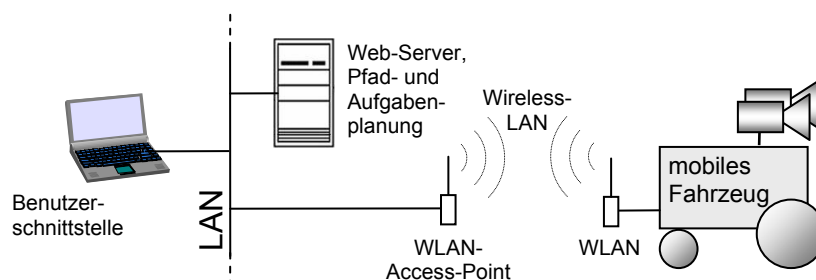 Web-Server,
Pfad- und
Aufgaben-
planung
Wireless-
LAN
Benutzer-
schnittstelle
LAN
mobiles
Fahrzeug
WLAN-
Access-Point
WLAN